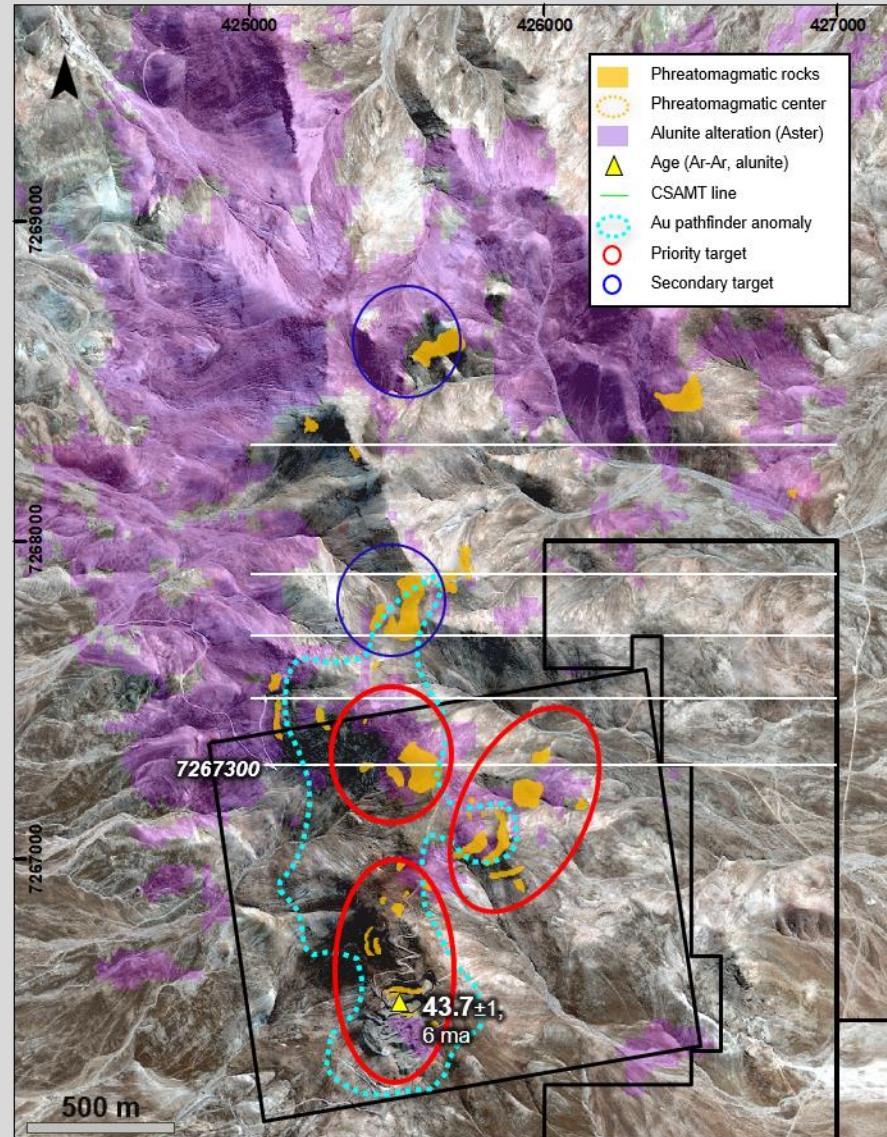 425000
426000
427000
Phreatomagmatic rocks
Phreatomagmatic center
Alunite alteration (Aster)
Age (Ar-Ar, alunite)
CSAMT line
Au pathfinder anomaly
Priority target
Secondary target
7269000
7268000
7267300
7267000
43.7±1,
6 ma
500 m